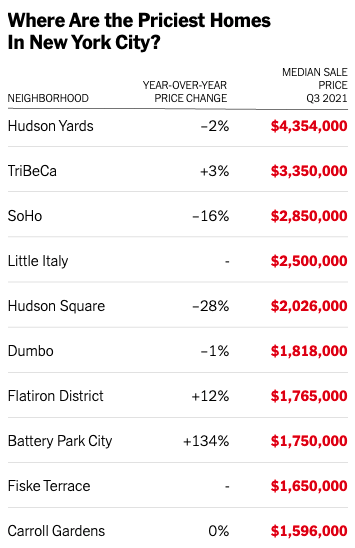 Where Are the Priciest Homes
In New York City?
NEIGHBORHOOD YEAR-OVER-YEAR PRICE CHANGE MEDIAN SALE PRICE Q3 2021
Hudson Yards –2% $4,354,000
TriBeCa +3% $3,350,000
SoHo –16% $2,850,000
Little Italy - $2,500,000
Hudson Square –28% $2,026,000
Dumbo –1% $1,818,000
Flatiron District +12% $1,765,000
Battery Park City +134% $1,750,000
Fiske Terrace - $1,650,000
Carroll Gardens 0% $1,596,000